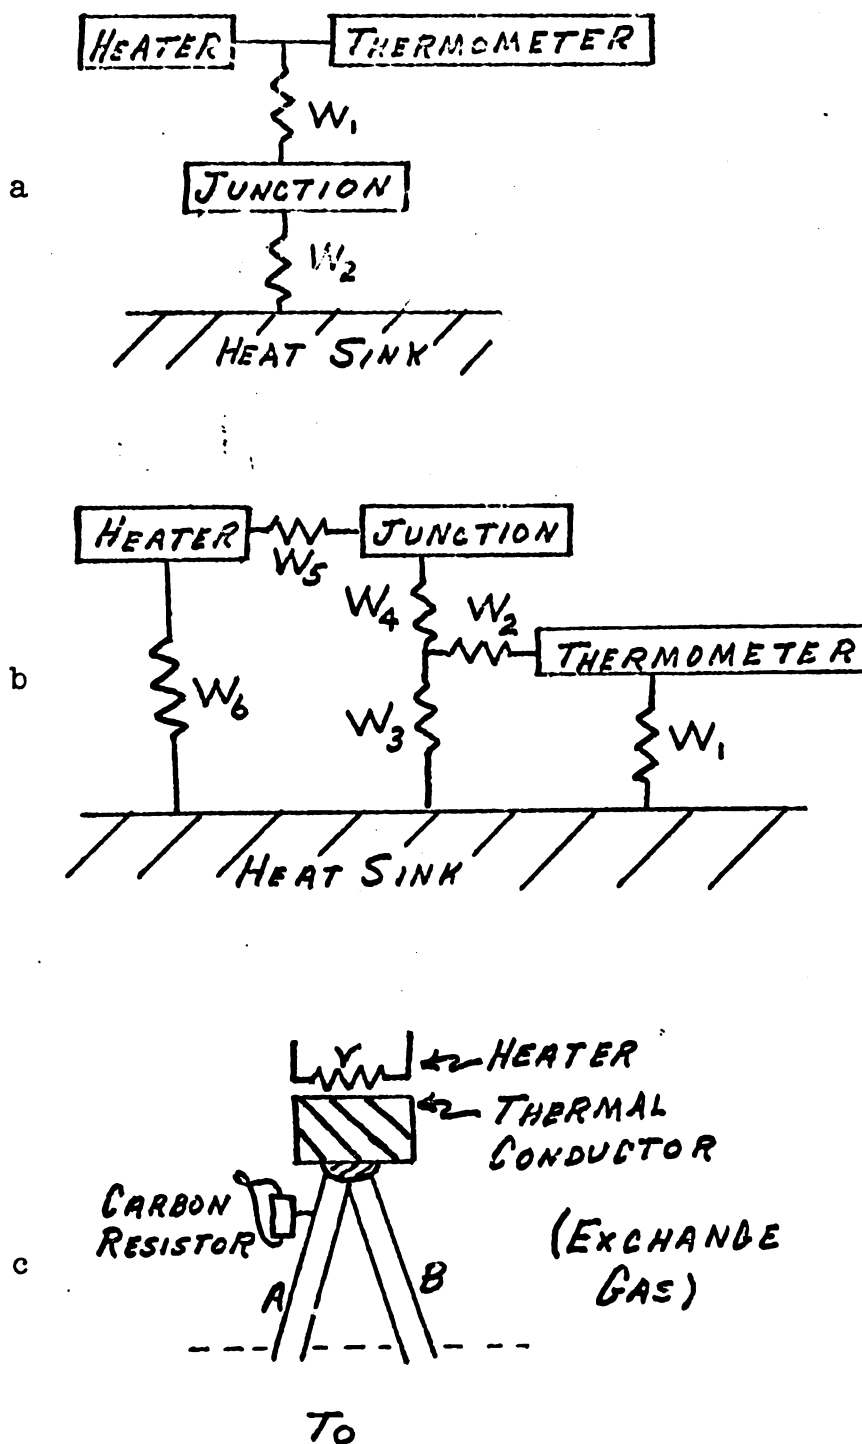 HEATER THERMOMETER
W1
a
JUNCTION
W2
HEAT SINK
HEATER JUNCTION
W5
W4 W2
THERMOMETER
b
W6 W3 W1
HEAT SINK
r HEATER
THERMAL
CONDUCTOR
CARBON
RESISTOR
(EXCHANGE
GAS)
c
A B
TO